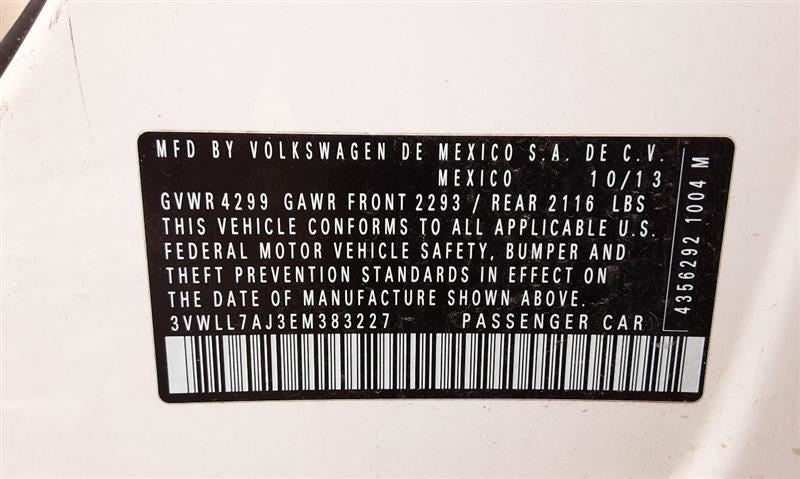 MFD BY VOLKSWAGEN DE MEXICO S.A. DE C.V.
MEXICO 10/13
GVWR 4299 GAWR FRONT 2293 / REAR 2116 LBS
THIS VEHICLE CONFORMS TO ALL APPLICABLE U.S.
FEDERAL MOTOR VEHICLE SAFETY, BUMPER AND
THEFT PREVENTION STANDARDS IN EFFECT ON
THE DATE OF MANUFACTURE SHOWN ABOVE.
3VWLL7AJ3EM383227 PASSENGER CAR
4356292 1004 M